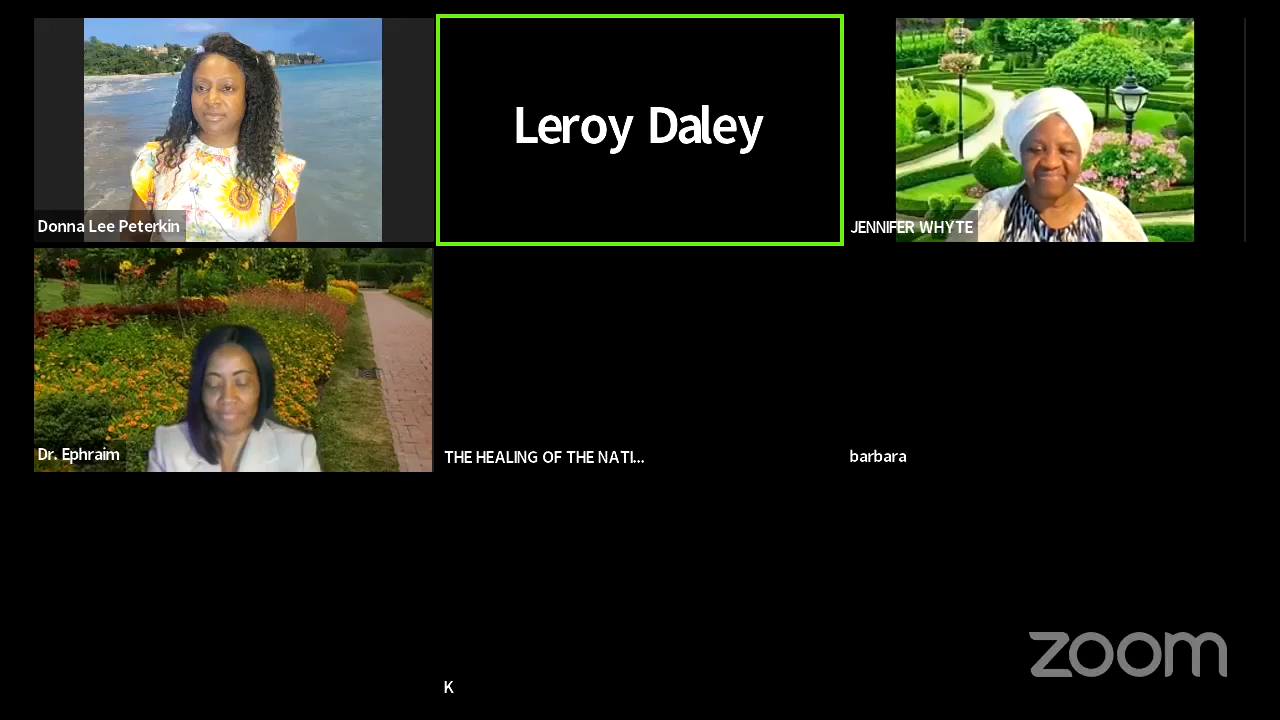 Leroy Daley
Donna Lee Peterkin
JENNIFER WHYTE
Dr. Ephraim
THE HEALING OF THE NATI...
barbara
zoom
K